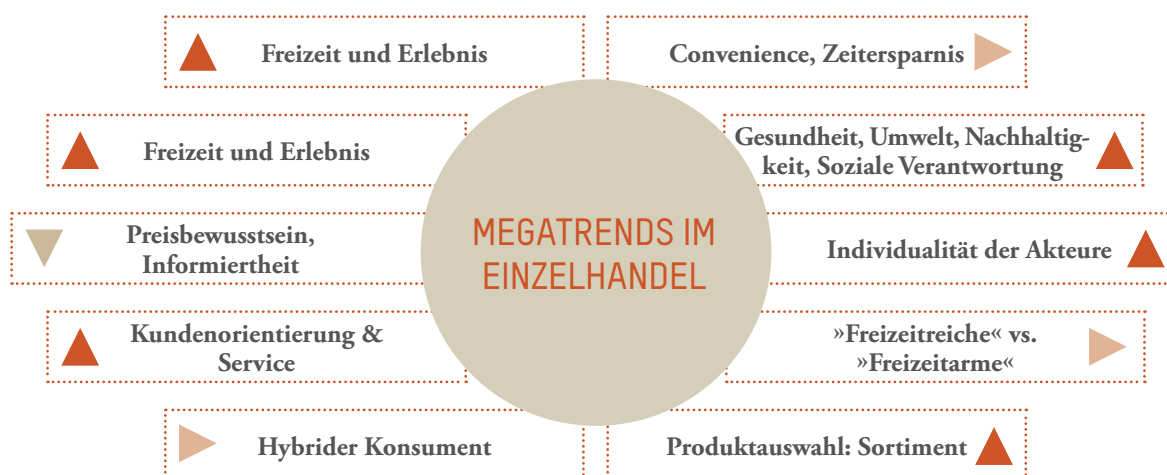 Freizeit und Erlebnis
Convenience, Zeitersparnis
Freizeit und Erlebnis
Gesundheit, Umwelt, Nachhaltig-
keit, Soziale Verantwortung
Preisbewusstsein,
Informiertheit
MEGATRENDS IM
EINZELHANDEL
Individualität der Akteure
Kundenorientierung &
Service
»Freizeitreiche« vs.
»Freizeitarme«
Hybrider Konsument
Produktauswahl: Sortiment